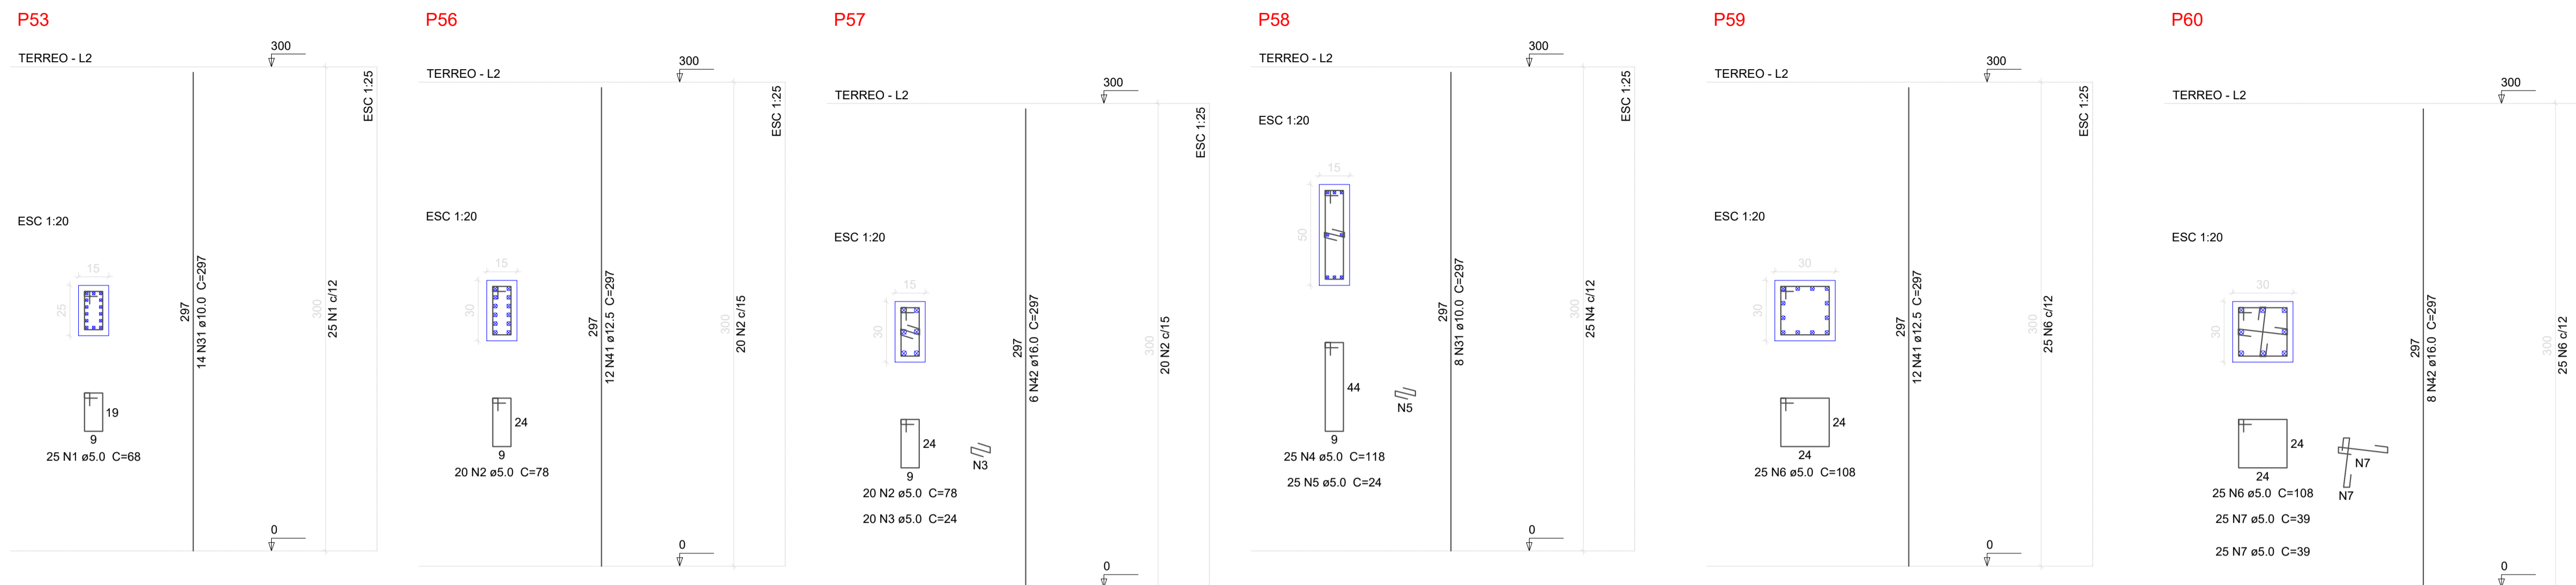 P53
TERREO - L2
300
ESC 1:25
ESC 1:20
15
25
297
14 N31 ø10.0 C=297
300
25 N1 c/12
19
9
25 N1 ø5.0 C=68
0
P56
TERREO - L2
300
ESC 1:25
ESC 1:20
15
30
297
12 N41 ø12.5 C=297
300
20 N2 c/15
24
9
20 N2 ø5.0 C=78
0
P57
TERREO - L2
300
ESC 1:25
ESC 1:20
15
30
297
6 N42 ø16.0 C=297
300
20 N2 c/15
24
9
N3
20 N2 ø5.0 C=78
20 N3 ø5.0 C=24
0
P58
TERREO - L2
300
ESC 1:25
ESC 1:20
15
50
297
8 N31 ø10.0 C=297
300
25 N4 c/12
44
9
N5
25 N4 ø5.0 C=118
25 N5 ø5.0 C=24
0
P59
TERREO - L2
300
ESC 1:25
ESC 1:20
30
30
297
12 N41 ø12.5 C=297
300
25 N6 c/12
24
24
25 N6 ø5.0 C=108
0
P60
TERREO - L2
300
ESC 1:20
30
30
297
8 N42 ø16.0 C=297
300
25 N6 c/12
24
24
N7
N7
25 N6 ø5.0 C=108
25 N7 ø5.0 C=39
25 N7 ø5.0 C=39
0